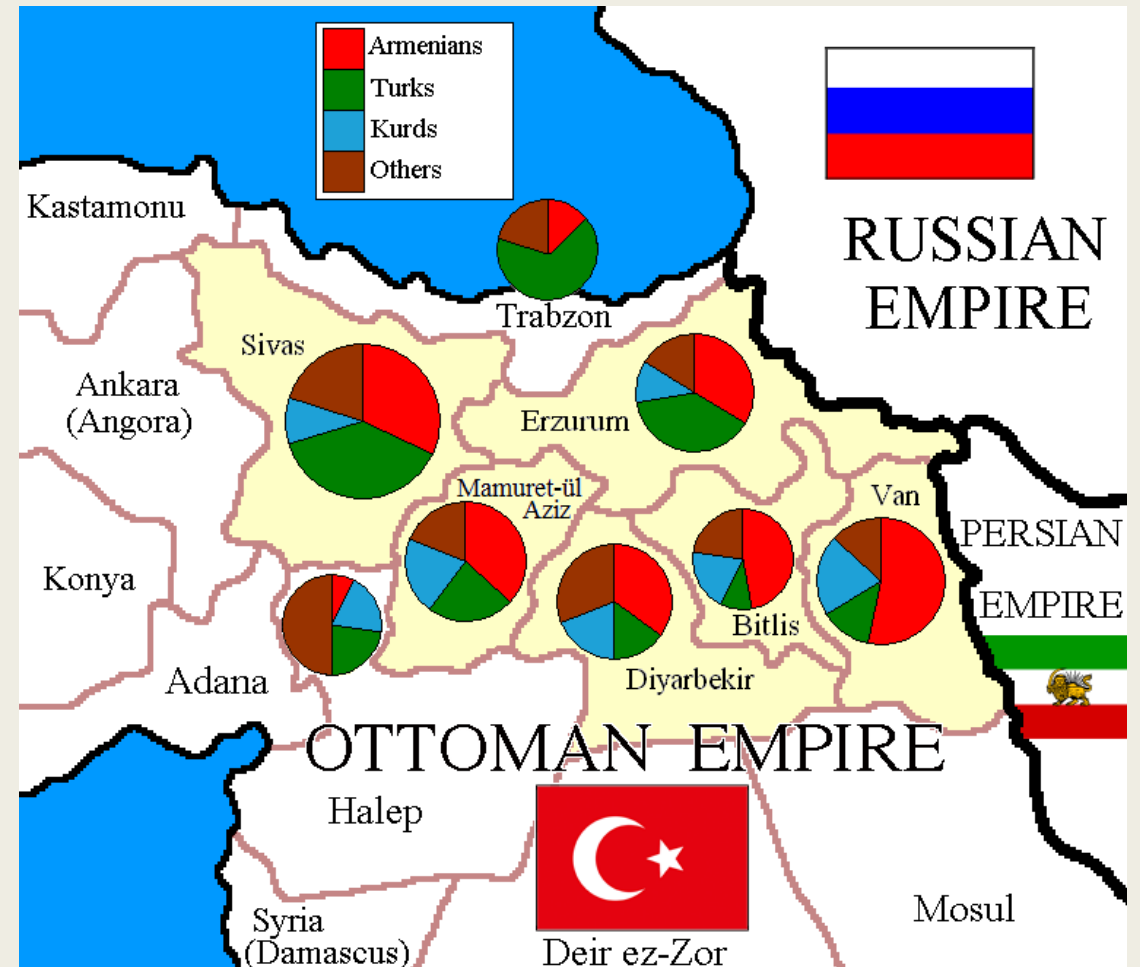 Armenians
Turks
Kurds
Others
Kastamonu
RUSSIAN
EMPIRE
Trabzon
Sivas
Ankara
(Angora)
Erzurum
Mamuret-ül
Aziz
Van
PERSIAN
EMPIRE
Konya
Bitlis
Adana
Diyarbekir
OTTOMAN EMPIRE
Halep
Mosul
Syria
(Damascus)
Deir ez-Zor